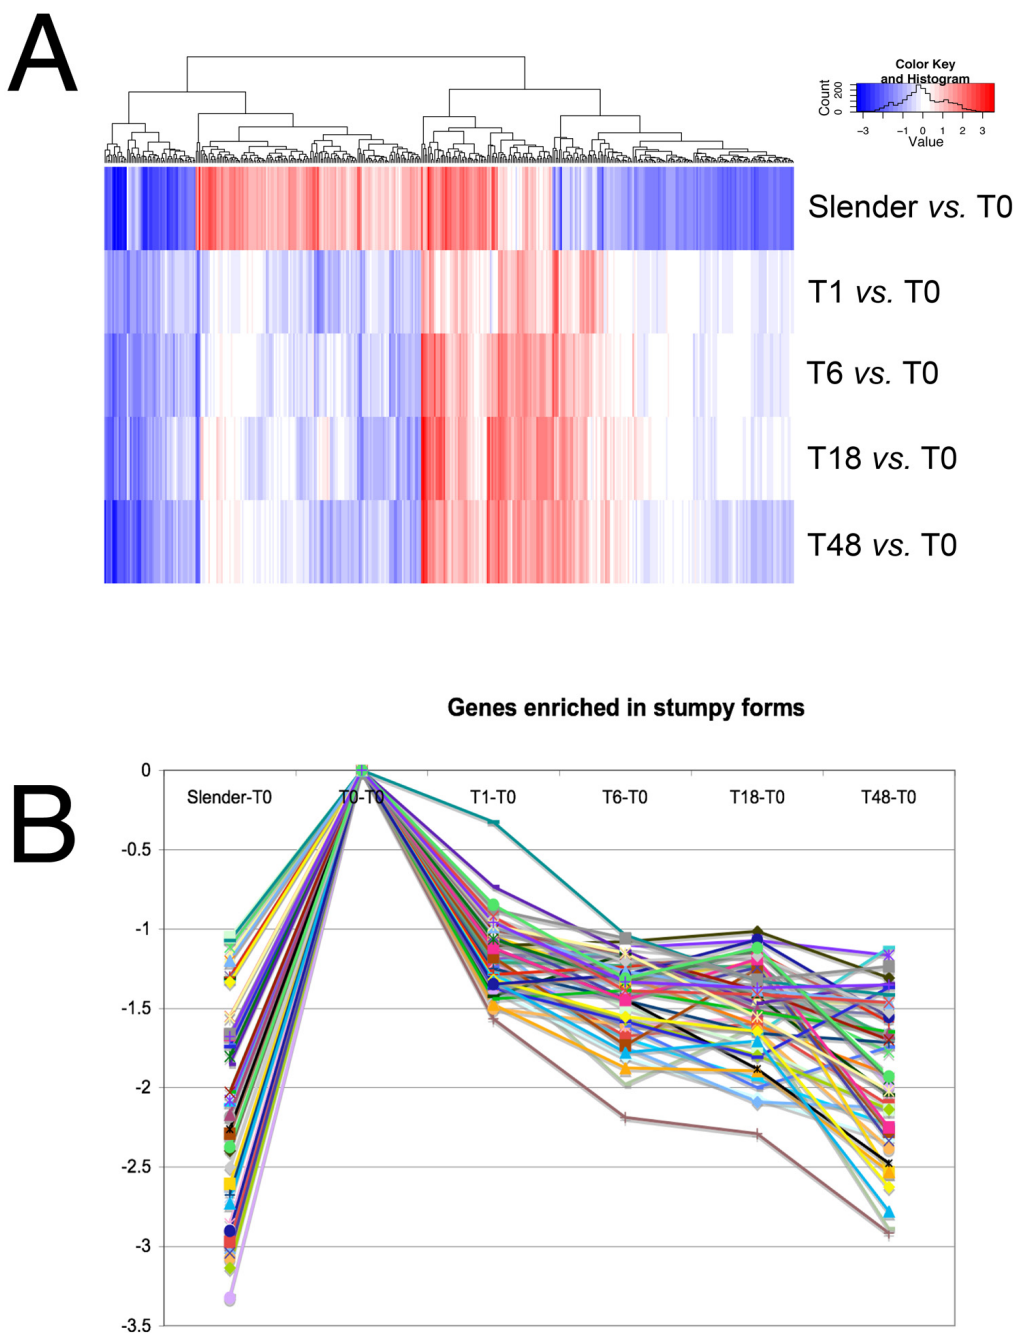 A
Color Key
and Histogram
Count
0
200
−3
−1
0
1
2
3
Value
Slender vs. T0
T1 vs. T0
T6 vs. T0
T18 vs. T0
T48 vs. T0
B
Genes enriched in stumpy forms
0
Slender-T0
T0-T0
T1-T0
T6-T0
T18-T0
T48-T0
-0.5
-1
-1.5
-2
-2.5
-3
-3.5